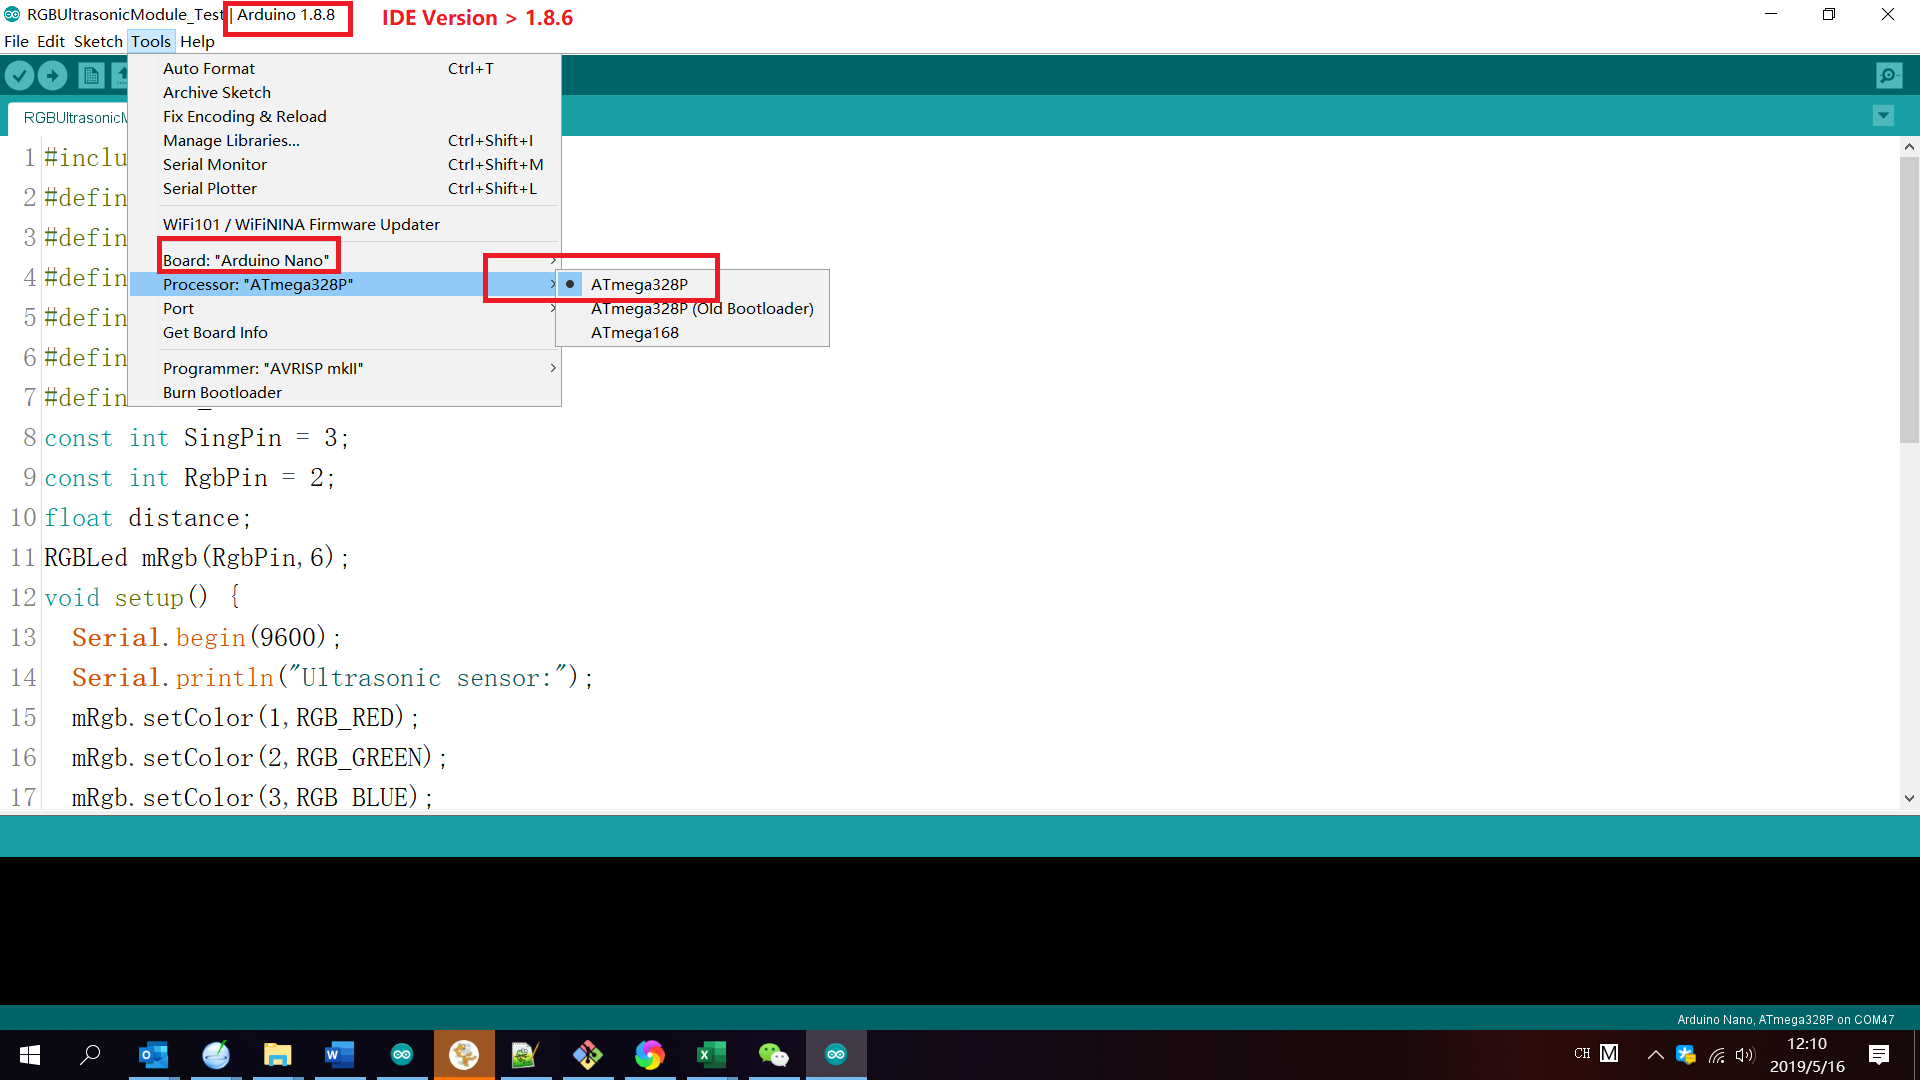 RGBUltrasonicModule_Test | Arduino 1.8.8
IDE Version > 1.8.6
File Edit Sketch Tools Help
Auto Format Ctrl+T
Archive Sketch
Fix Encoding & Reload
Manage Libraries... Ctrl+Shift+I
Serial Monitor Ctrl+Shift+M
Serial Plotter Ctrl+Shift+L
WiFi101 / WiFiNINA Firmware Updater
Board: "Arduino Nano"
Processor: "ATmega328P"
Port
Get Board Info
Programmer: "AVRISP mkII"
Burn Bootloader
ATmega328P
ATmega328P (Old Bootloader)
ATmega168
RGBUltrasonicM
1 #inclu
2 #defin
3 #defin
4 #defin
5 #defin
6 #defin
7 #defin
8 const int SingPin = 3;
9 const int RgbPin = 2;
10 float distance;
11 RGBLed mRgb(RgbPin,6);
12 void setup() {
13 Serial.begin(9600);
14 Serial.println("Ultrasonic sensor:");
15 mRgb.setColor(1,RGB_RED);
16 mRgb.setColor(2,RGB_GREEN);
17 mRgb.setColor(3,RGB BLUE);
Arduino Nano, ATmega328P on COM47
CH M
12:10
2019/5/16